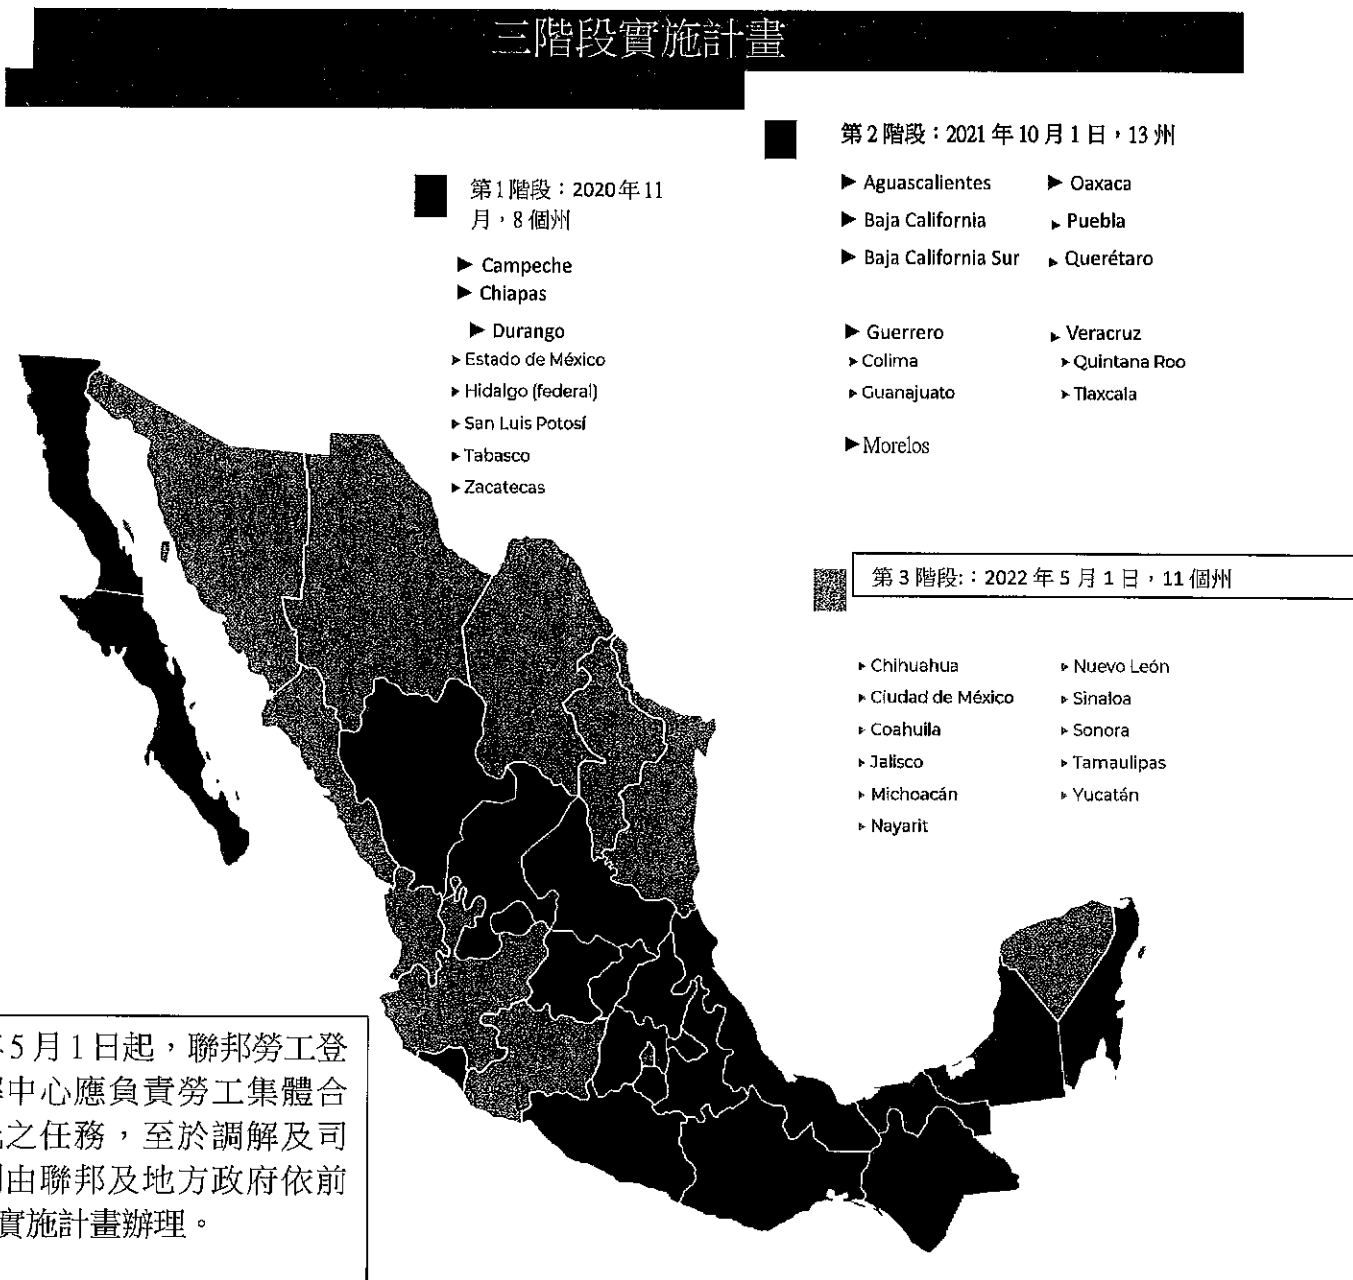 三階段實施計畫
第1階段：2020年11
月，8個州
▶ Campeche
▶ Chiapas
▶ Durango
▶ Estado de México
▶ Hidalgo (federal)
▶ San Luis Potosí
▶ Tabasco
▶ Zacatecas
第2階段：2021年10月1日，13州
▶ Aguascalientes ▶ Oaxaca
▶ Baja California ▶ Puebla
▶ Baja California Sur ▶ Querétaro
▶ Guerrero ▶ Veracruz
▶ Colima ▶ Quintana Roo
▶ Guanajuato ▶ Tlaxcala
▶ Morelos
第3階段:：2022年5月1日，11個州
▶ Chihuahua ▶ Nuevo León
▶ Ciudad de México ▶ Sinaloa
▶ Coahuila ▶ Sonora
▶ Jalisco ▶ Tamaulipas
▶ Michoacán ▶ Yucatán
▶ Nayarit
5月1日起，聯邦勞工登
中心應負責勞工集體合
之任務，至於調解及司
由聯邦及地方政府依前
實施計畫辦理。